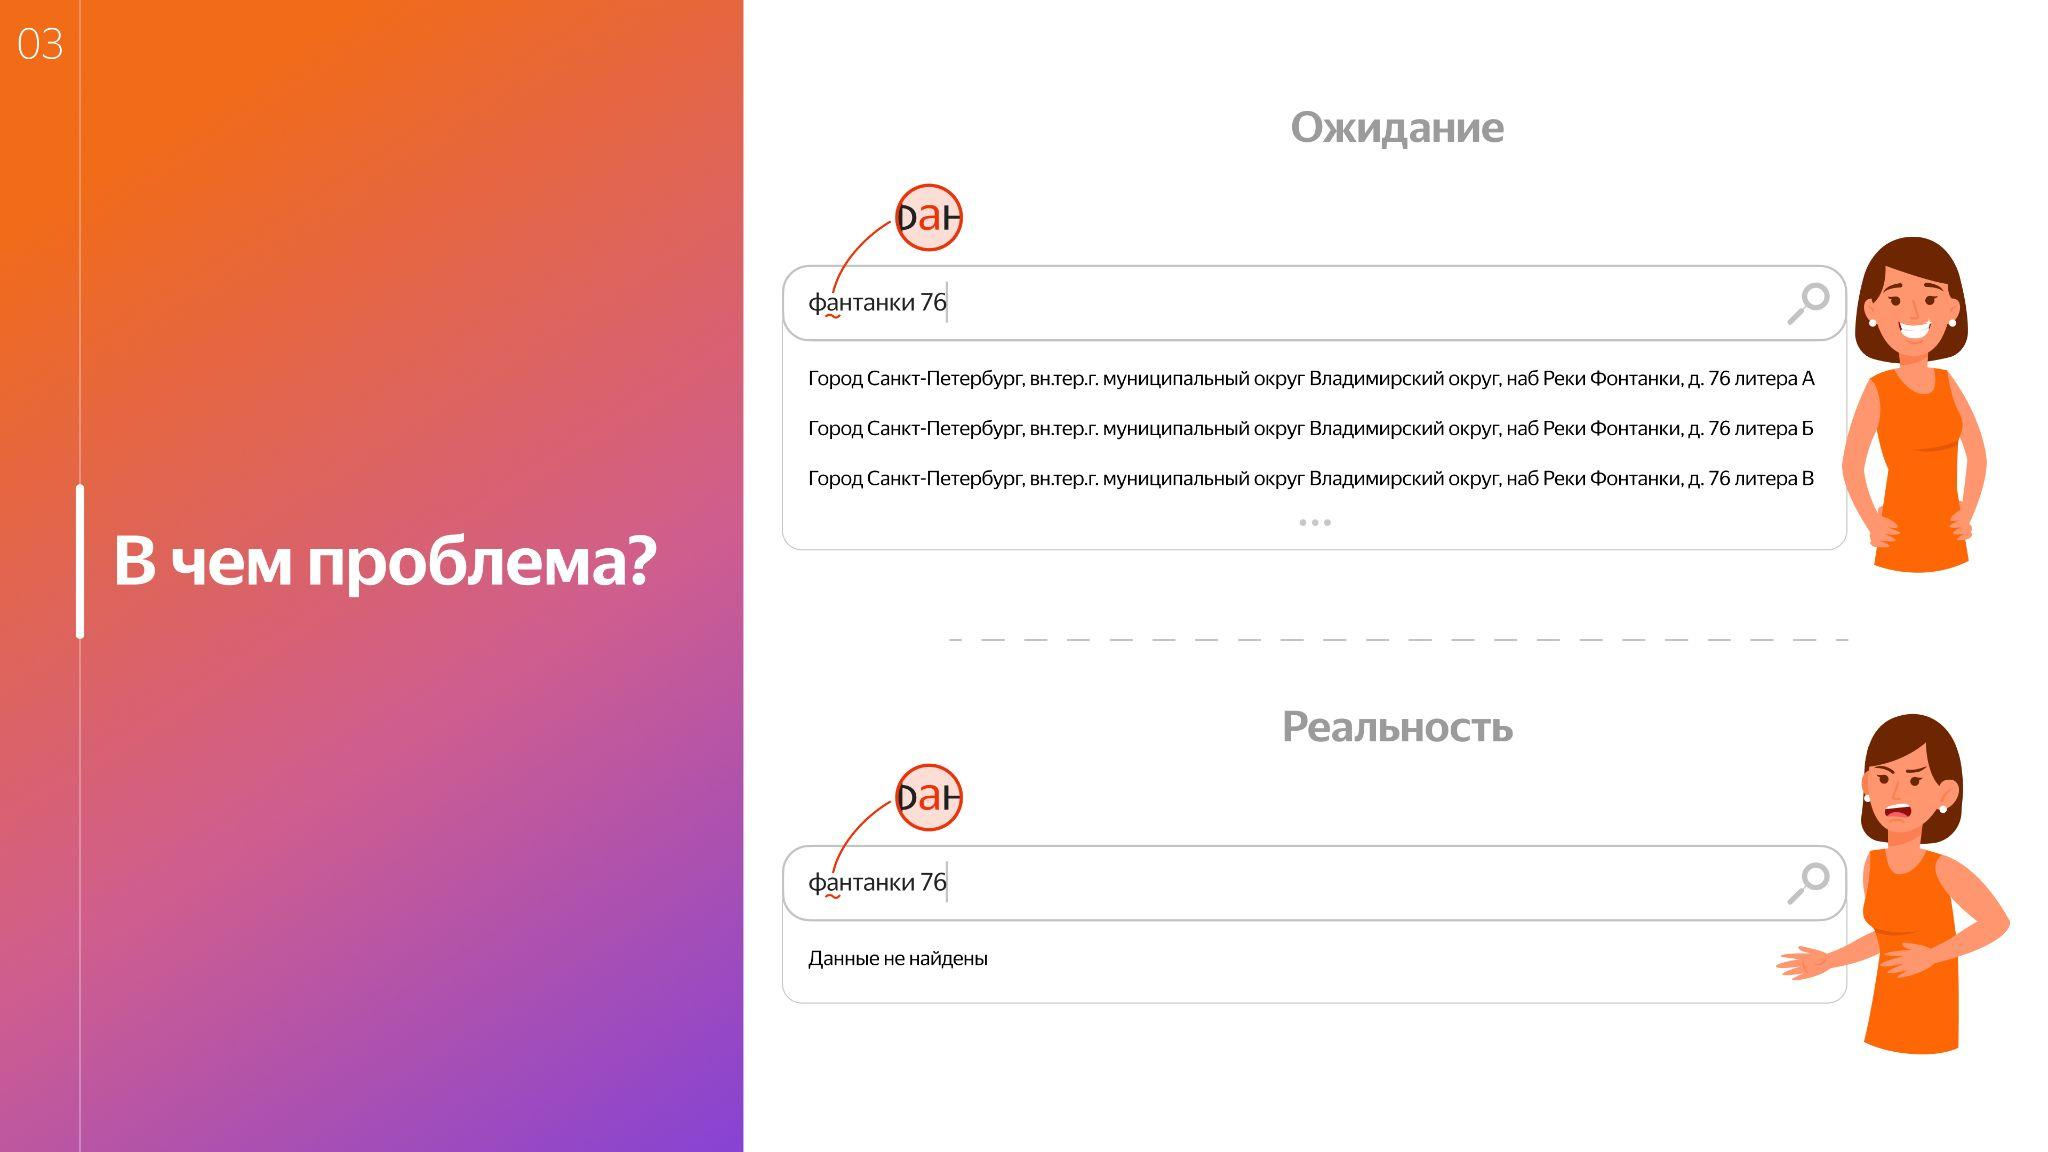 03
В чем проблема?
Ожидание
ран
фантанки 76
Город Санкт-Петербург, вн.тер.г. муниципальный округ Владимирский округ, наб Реки Фонтанки, д. 76 литера А
Город Санкт-Петербург, вн.тер.г. муниципальный округ Владимирский округ, наб Реки Фонтанки, д. 76 литера Б
Город Санкт-Петербург, вн.тер.г. муниципальный округ Владимирский округ, наб Реки Фонтанки, д. 76 литера В
...
Реальность
ран
фантанки 76
Данные не найдены